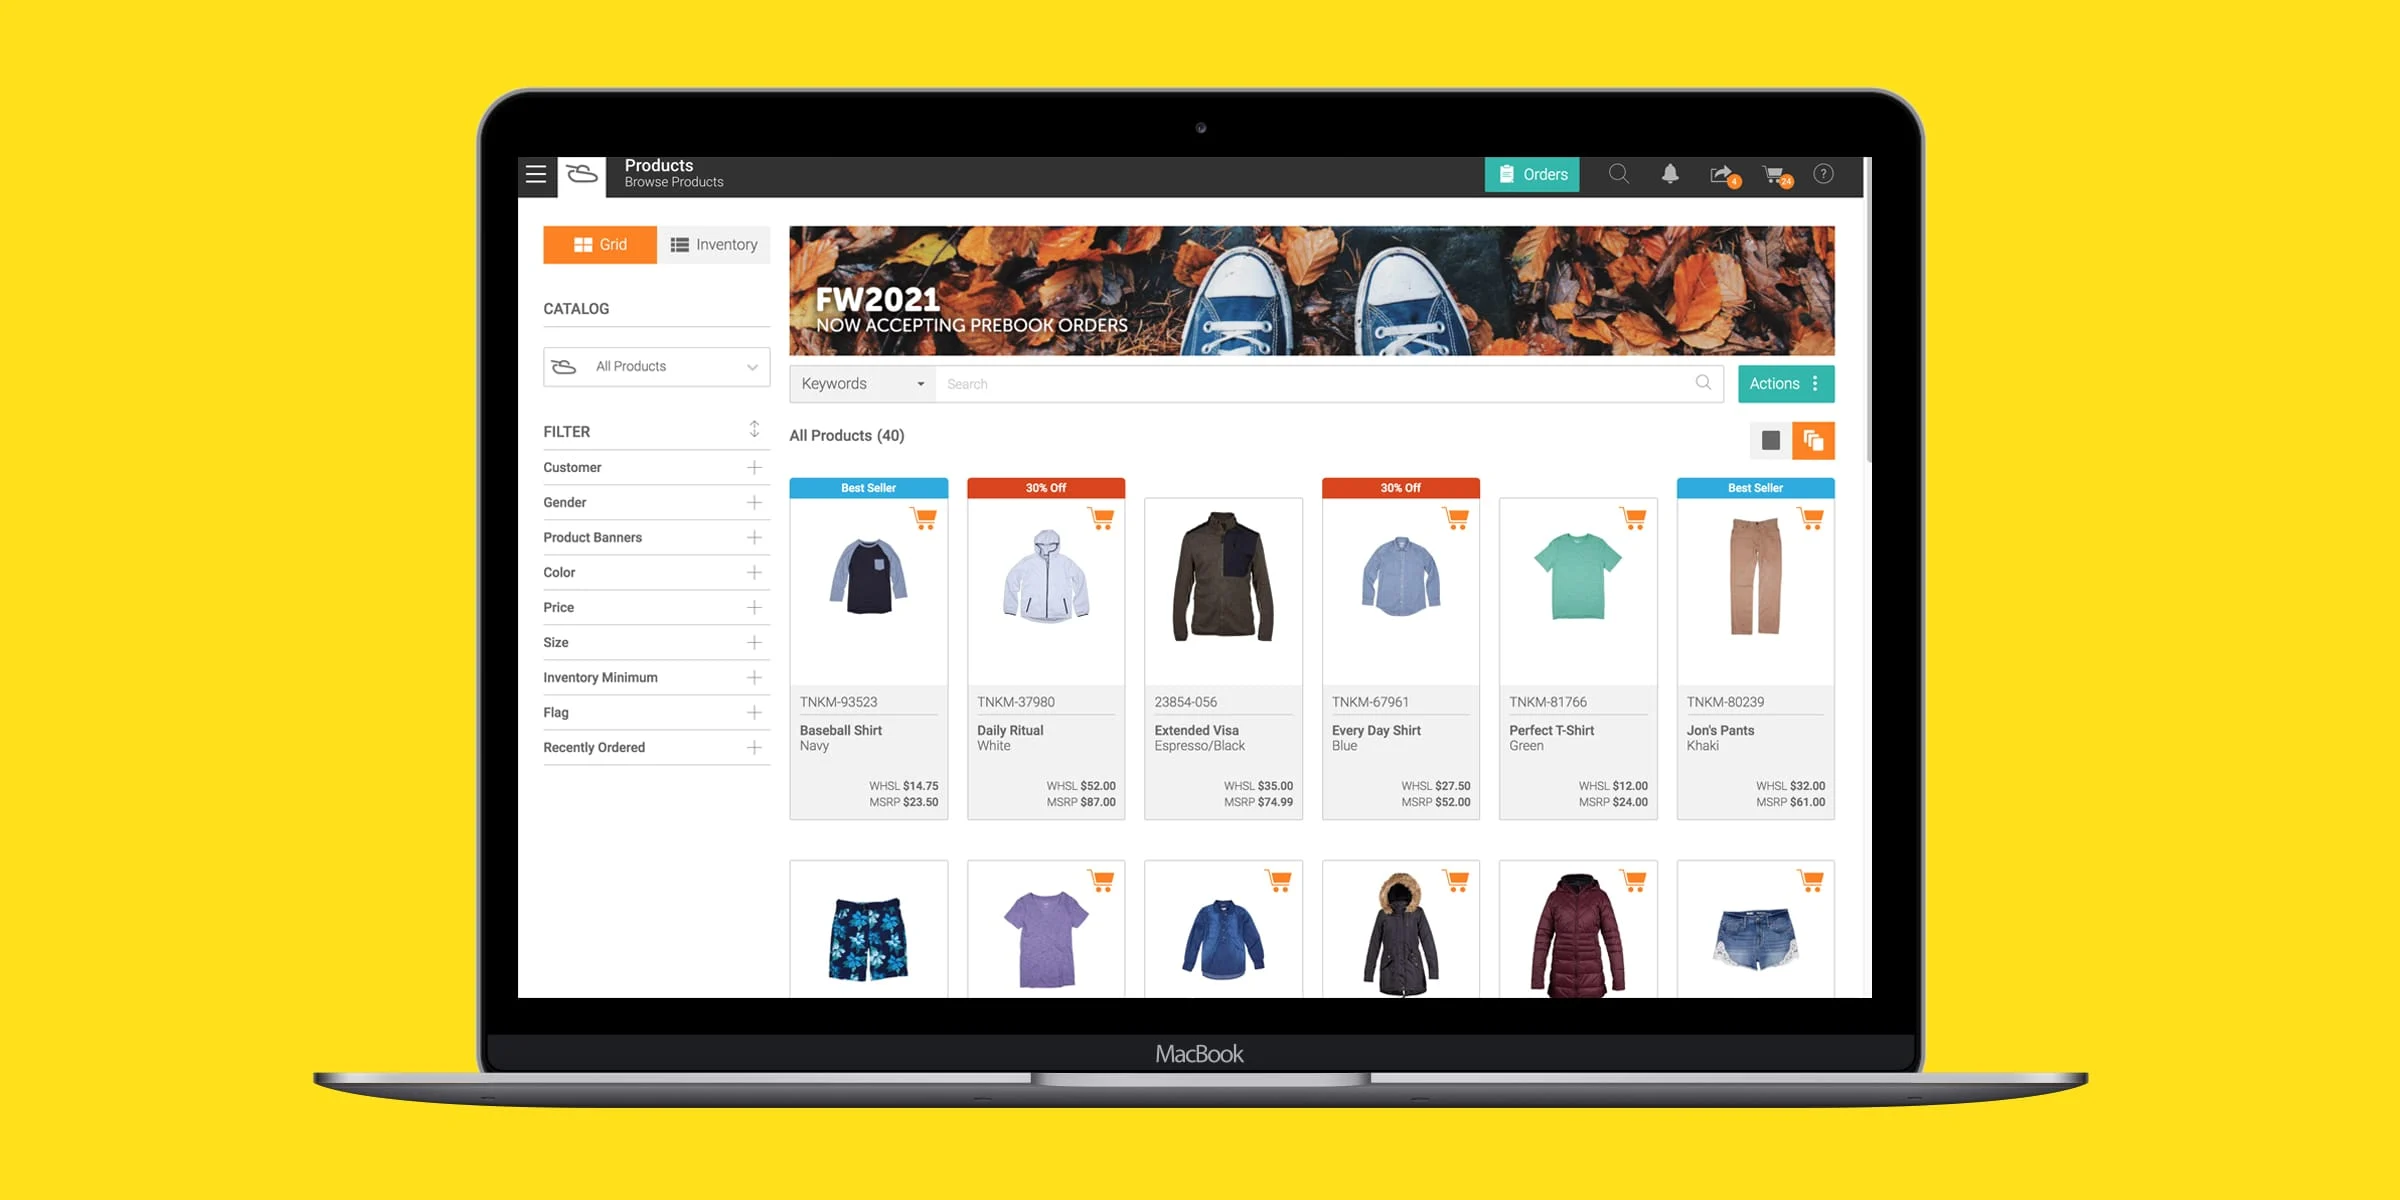 Products
Browse Products
Orders
4
24
?
Grid
Inventory
FW2021
NOW ACCEPTING PREBOOK ORDERS
CATALOG
All Products
Keywords
Search
Actions
FILTER
Customer
Gender
Product Banners
Color
Price
Size
Inventory Minimum
Flag
Recently Ordered
All Products (40)
Best Seller
TNKM-93523
Baseball Shirt
Navy
WHSL $14.75
MSRP $23.50
30% Off
TNKM-37980
Daily Ritual
White
WHSL $52.00
MSRP $87.00
23854-056
Extended Visa
Espresso/Black
WHSL $35.00
MSRP $74.99
30% Off
TNKM-67961
Every Day Shirt
Blue
WHSL $27.50
MSRP $52.00
TNKM-81766
Perfect T-Shirt
Green
WHSL $12.00
MSRP $24.00
Best Seller
TNKM-80239
Jon's Pants
Khaki
WHSL $32.00
MSRP $61.00
MacBook